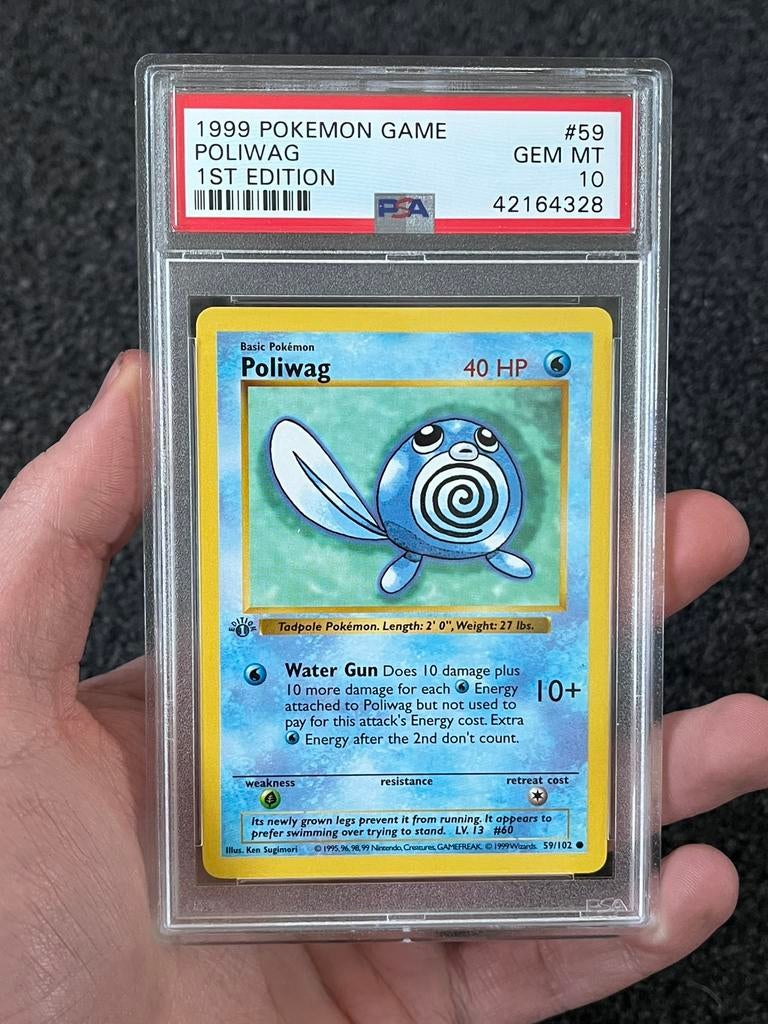 1999 POKEMON GAME #59
POLIWAG GEM MT
1ST EDITION 10
PSA 42164328
Basic Pokémon
Poliwag 40 HP
EDITION 1
Tadpole Pokémon. Length: 2' 0", Weight: 27 lbs.
Water Gun Does 10 damage plus
10 more damage for each Energy
attached to Poliwag but not used to
pay for this attack's Energy cost. Extra
Energy after the 2nd don't count.
10+
weakness resistance retreat cost
Its newly grown legs prevent it from running. It appears to
prefer swimming over trying to stand. LV. 13 #60
Illus. Ken Sugimori © 1995, 96, 98, 99 Nintendo, Creatures, GAMEFREAK. © 1999 Wizards. 59/102
PSA